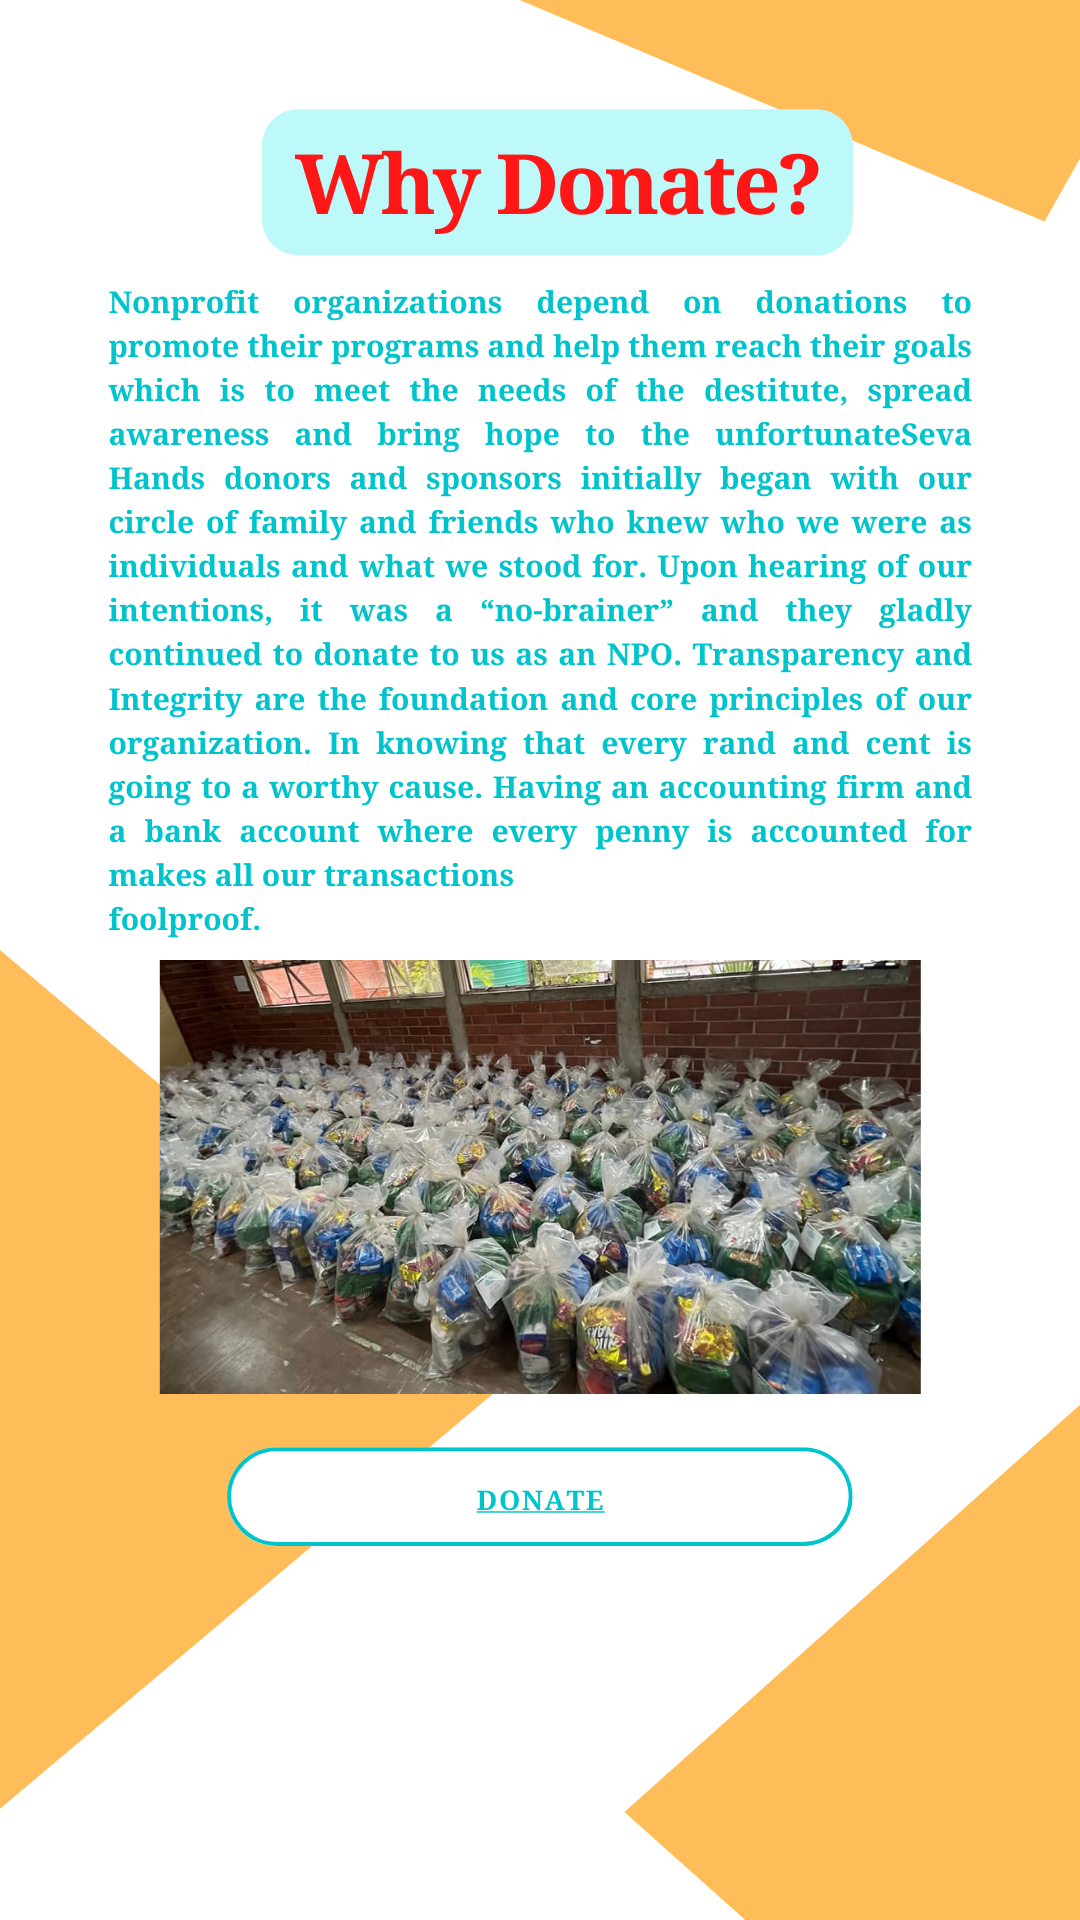 Why Donate?
Nonprofit organizations depend on donations to
promote their programs and help them reach their goals
which is to meet the needs of the destitute, spread
awareness and bring hope to the unfortunateSeva
Hands donors and sponsors initially began with our
circle of family and friends who knew who we were as
individuals and what we stood for. Upon hearing of our
intentions, it was a “no-brainer” and they gladly
continued to donate to us as an NPO. Transparency and
Integrity are the foundation and core principles of our
organization. In knowing that every rand and cent is
going to a worthy cause. Having an accounting firm and
a bank account where every penny is accounted for
makes all our transactions
foolproof.
DONATE